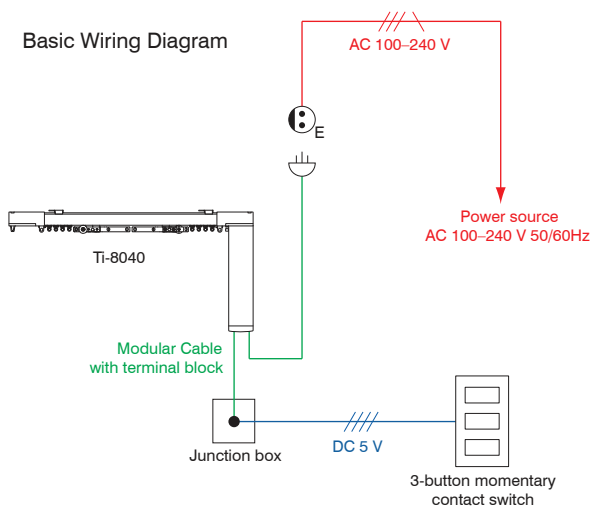 Basic Wiring Diagram
AC 100–240 V
E
Power source
AC 100–240 V 50/60Hz
Ti-8040
Modular Cable
with terminal block
Junction box
DC 5 V
3-button momentary
contact switch